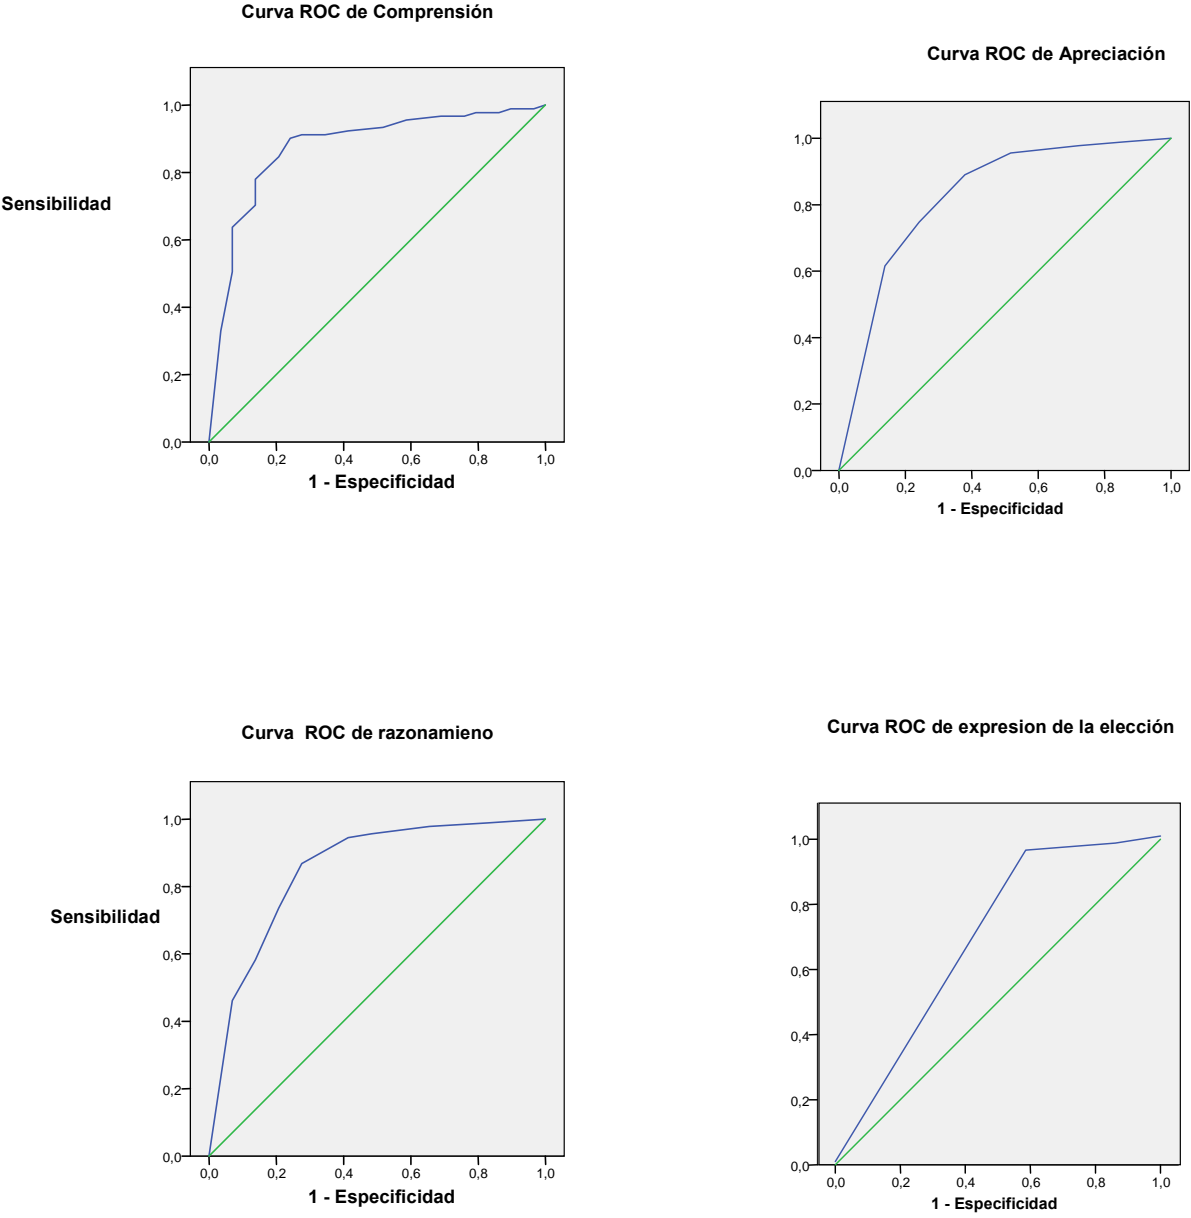 Curva ROC de Comprensión
Sensibilidad
1,0
0,8
0,6
0,4
0,2
0,0
0,0 0,2 0,4 0,6 0,8 1,0
1 - Especificidad
Curva ROC de Apreciación
1,0
0,8
0,6
0,4
0,2
0,0
0,0 0,2 0,4 0,6 0,8 1,0
1 - Especificidad
Curva ROC de razonamieno
Sensibilidad
1,0
0,8
0,6
0,4
0,2
0,0
0,0 0,2 0,4 0,6 0,8 1,0
1 - Especificidad
Curva ROC de expresion de la elección
1,0
0,8
0,6
0,4
0,2
0,0
0,0 0,2 0,4 0,6 0,8 1,0
1 - Especificidad